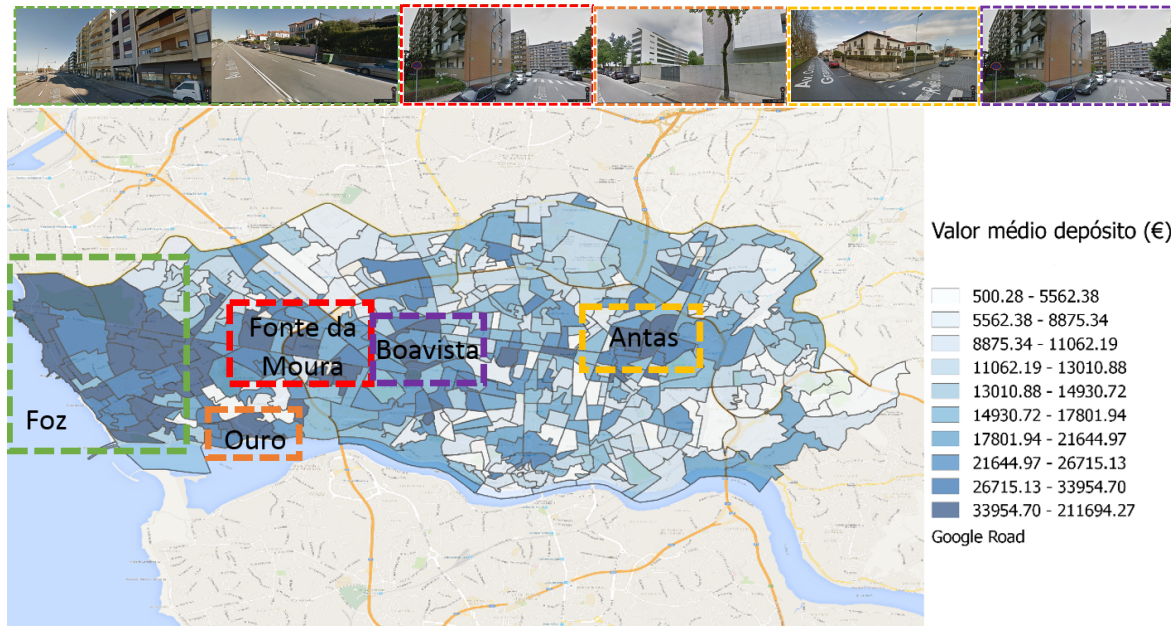 Valor médio depósito (€)
500.28 - 5562.38
5562.38 - 8875.34
8875.34 - 11062.19
11062.19 - 13010.88
13010.88 - 14930.72
14930.72 - 17801.94
17801.94 - 21644.97
21644.97 - 26715.13
26715.13 - 33954.70
33954.70 - 211694.27
Google Road
Fonte da
Moura
Boavista
Antas
Foz
Ouro